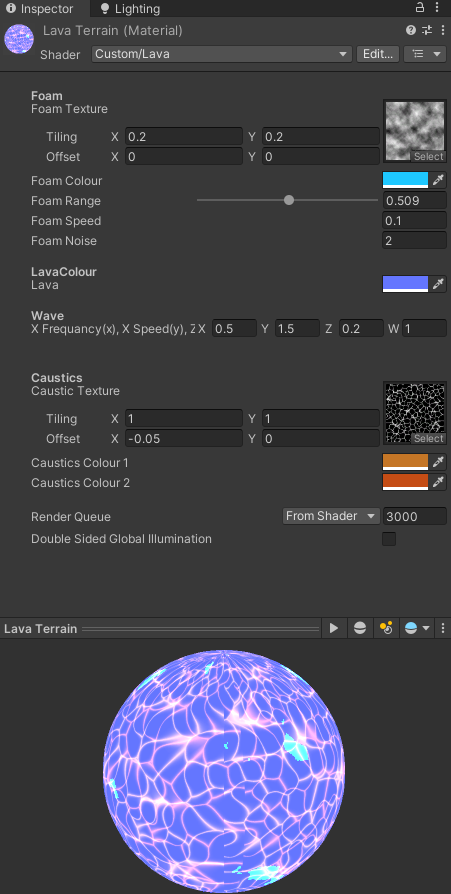 Inspector Lighting
Lava Terrain (Material)
Shader Custom/Lava Edit...
Foam
Foam Texture
Tiling X 0.2 Y 0.2
Offset X 0 Y 0
Select
Foam Colour
Foam Range 0.509
Foam Speed 0.1
Foam Noise 2
LavaColour
Lava
Wave
X Frequancy(x), X Speed(y), Z X 0.5 Y 1.5 Z 0.2 W 1
Caustics
Caustic Texture
Tiling X 1 Y 1
Offset X -0.05 Y 0
Select
Caustics Colour 1
Caustics Colour 2
Render Queue From Shader 3000
Double Sided Global Illumination
Lava Terrain